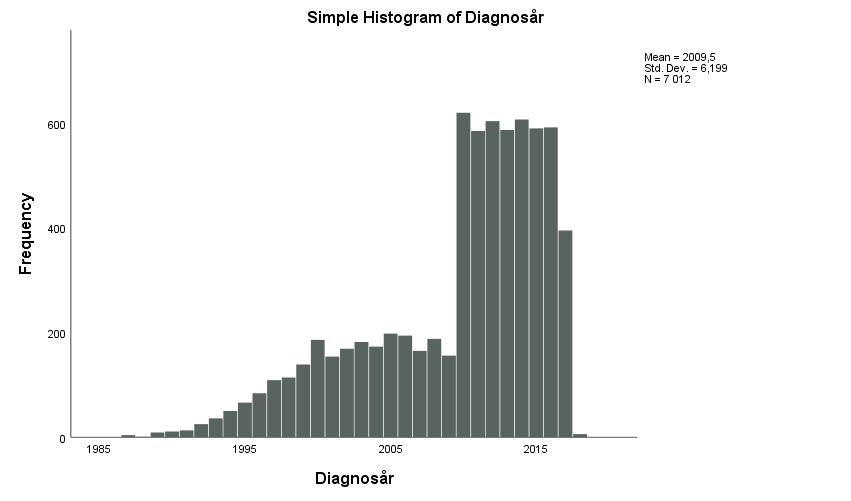 Simple Histogram of Diagnosår
Mean = 2009,5
Std. Dev. = 6,199
N = 7 012
600
400
200
0
Frequency
1985
1995
2005
2015
Diagnosår